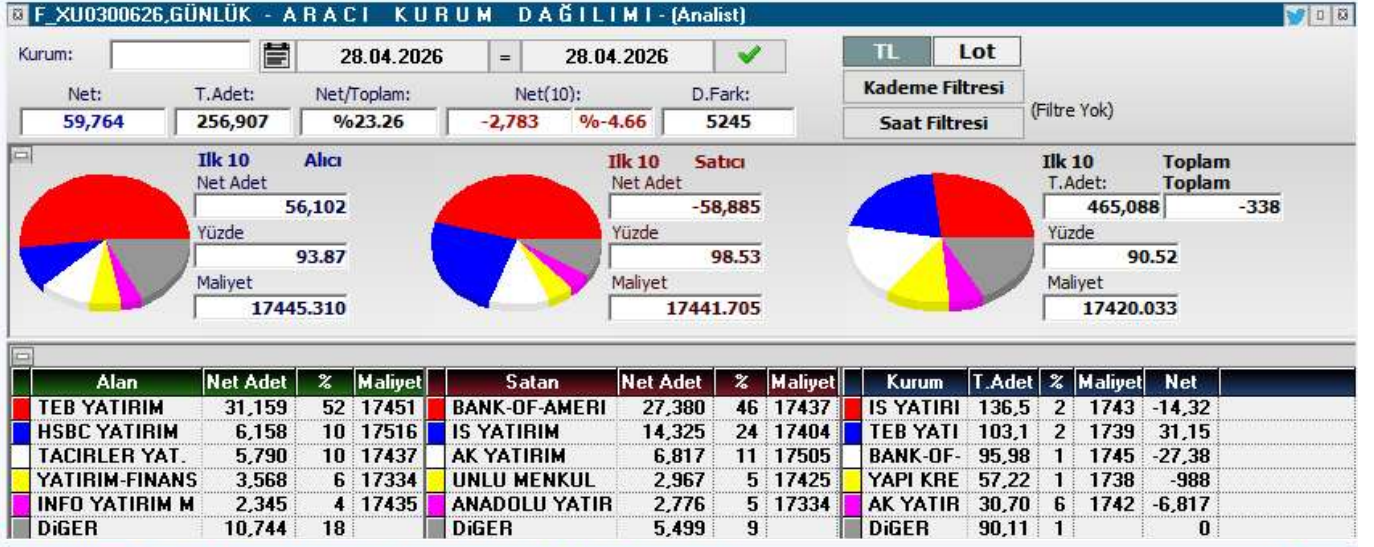 F_XU0300626,GÜNLÜK - A R A C I   K U R U M   D A Ğ I L I M I - (Analist)
Kurum: 28.04.2026 = 28.04.2026 TL Lot
Kademe Filtresi
Net: T.Adet: Net/Toplam: Net(10): D.Fark:
59,764 256,907 %23.26 -2,783 %-4.66 5245 Saat Filtresi (Filtre Yok)
Ilk 10 Alıcı Ilk 10 Satıcı Ilk 10 Toplam
Net Adet Net Adet T.Adet: Toplam
56,102 -58,885 465,088 -338
Yüzde Yüzde Yüzde
93.87 98.53 90.52
Maliyet Maliyet Maliyet
17445.310 17441.705 17420.033
Alan Net Adet % Maliyet Satan Net Adet % Maliyet Kurum T.Adet % Maliyet Net
TEB YATIRIM 31,159 52 17451 BANK-OF-AMERI 27,380 46 17437 IS YATIRI 136,5 2 1743 -14,32
HSBC YATIRIM 6,158 10 17516 IS YATIRIM 14,325 24 17404 TEB YATI 103,1 2 1739 31,15
TACIRLER YAT. 5,790 10 17437 AK YATIRIM 6,817 11 17505 BANK-OF- 95,98 1 1745 -27,38
YATIRIM-FINANS 3,568 6 17334 UNLU MENKUL 2,967 5 17425 YAPI KRE 57,22 1 1738 -988
INFO YATIRIM M 2,345 4 17435 ANADOLU YATIR 2,776 5 17334 AK YATIR 30,70 6 1742 -6,817
DiGER 10,744 18 DiGER 5,499 9 DiGER 90,11 1 0